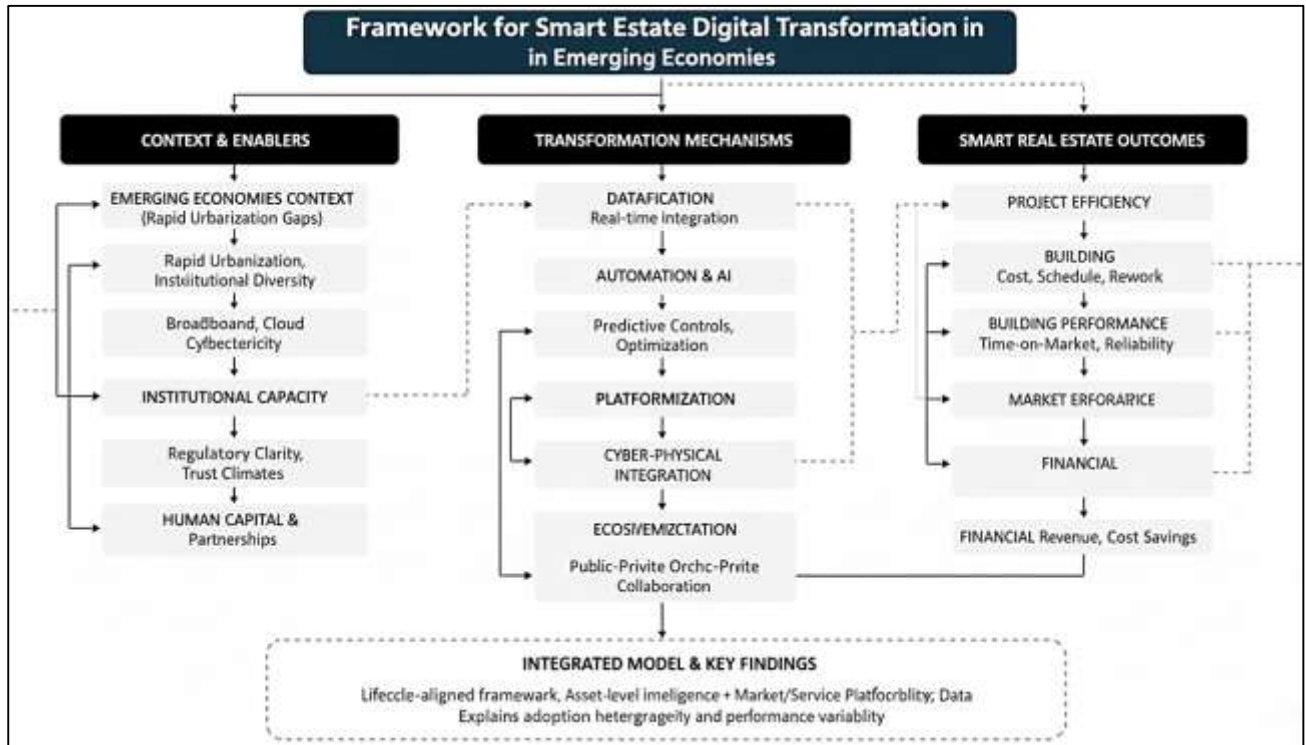 Framework for Smart Estate Digital Transformation in
in Emerging Economies
CONTEXT & ENABLERS
EMERGING ECONOMIES CONTEXT
(Rapid Urbarization Gaps)
Rapid Urbanization,
Instiitutional Diversity
Broadboand, Cloud
Cyfbectericity
INSTITUTIONAL CAPACITY
Regulatory Clarity,
Trust Climates
HUMAN CAPITAL &
Partnerships
TRANSFORMATION MECHANISMS
DATAFICATION
Real-time Integration
AUTOMATION & AI
Predictive Controls,
Optimization
PLATFORMIZATION
CYBER-PHYSICAL
INTEGRATION
ECOSI/EMIZCTATION
Public-Privite Orchc-Prvite
Collaboration
SMART REAL ESTATE OUTCOMES
PROJECT EFFICIENCY
BUILDING
Cost, Schedule, Rework
BUILDING PERFORMANCE
Time-on-Market, Reliability
MARKET ERFORARICE
FINANCIAL
FINANCIAL Revenue, Cost Savings
INTEGRATED MODEL & KEY FINDINGS
Lifeccle-aligned framewark, Asset-level imeligence + Market/Service Platfocrblity; Data
Explains adoption hetergrageity and performance variablity